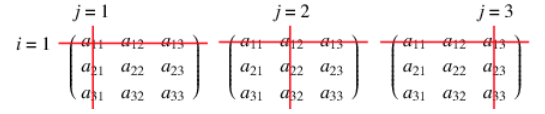 j = 1 j = 2 j = 3
i = 1 ( a11 a12 a13 ) ( a11 a12 a13 ) ( a11 a12 a13 )
a21 a22 a23 a21 a22 a23 a21 a22 a23
a31 a32 a33 a31 a32 a33 a31 a32 a33